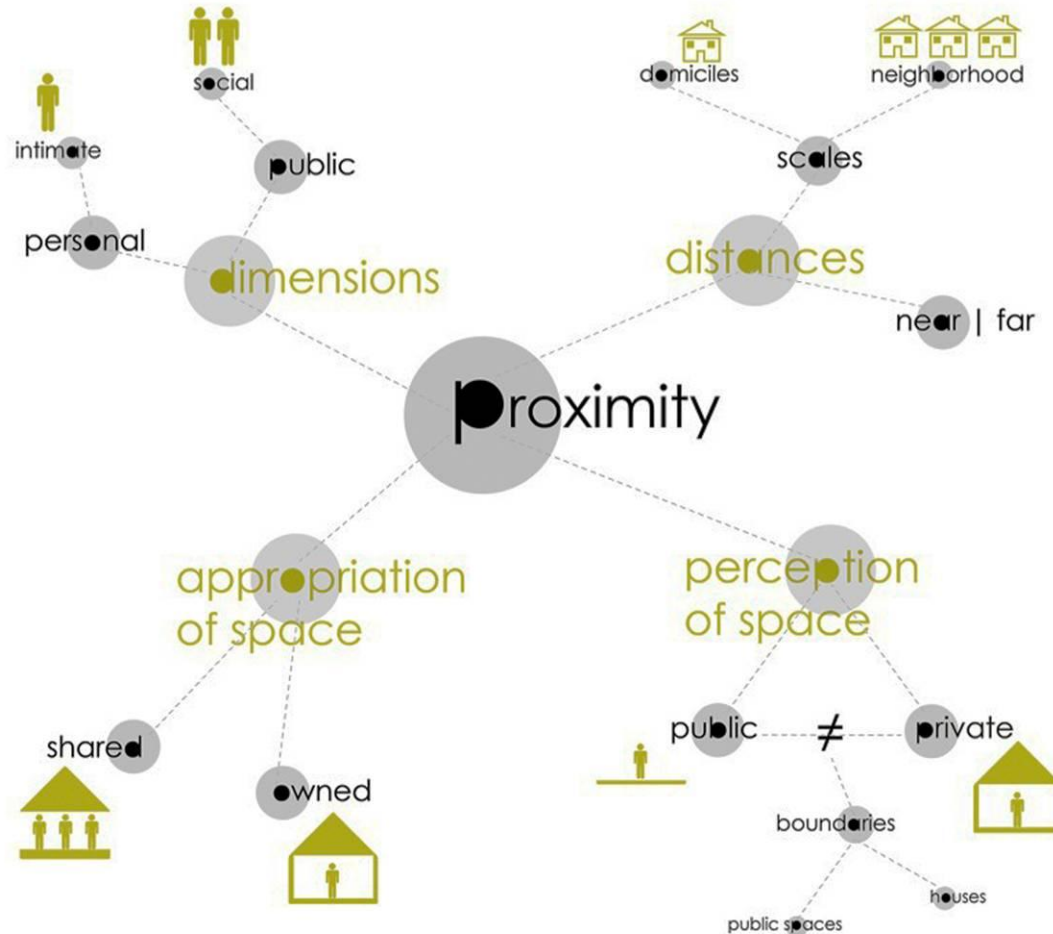 social
intimate
public
personal
dimensions
domiciles
neighborhood
scales
distances
near | far
proximity
appropriation
of space
shared
owned
perception
of space
public ≠ private
boundaries
houses
public spaces